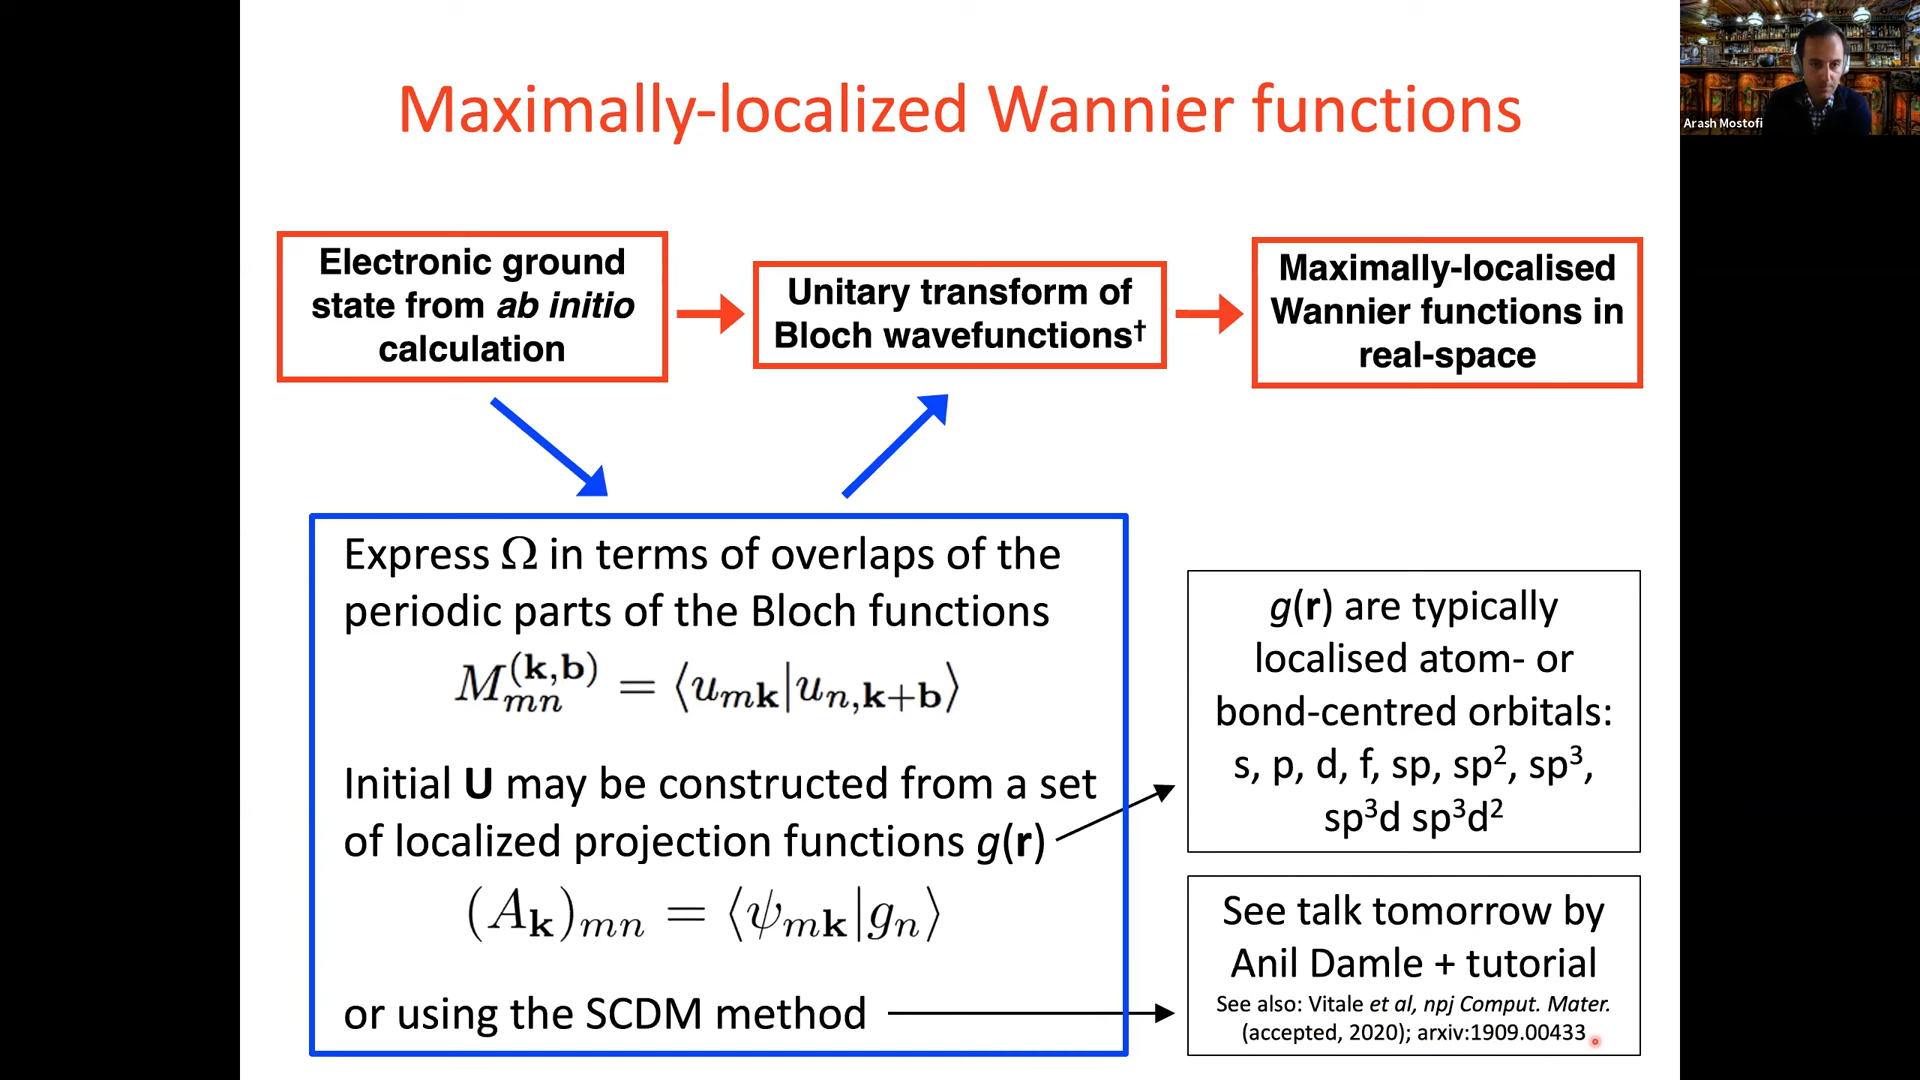 Maximally-localized Wannier functions
Arash Mostofi
Electronic ground
state from ab initio
calculation
Unitary transform of
Bloch wavefunctions†
Maximally-localised
Wannier functions in
real-space
Express Ω in terms of overlaps of the
periodic parts of the Bloch functions
M_{mn}^{(k,b)} = ⟨u_{mk}|u_{n,k+b}⟩
Initial U may be constructed from a set
of localized projection functions g(r)
(A_k)_{mn} = ⟨ψ_{mk}|g_n⟩
or using the SCDM method
g(r) are typically
localised atom- or
bond-centred orbitals:
s, p, d, f, sp, sp², sp³,
sp³d sp³d²
See talk tomorrow by
Anil Damle + tutorial
See also: Vitale et al, npj Comput. Mater.
(accepted, 2020); arxiv:1909.00433